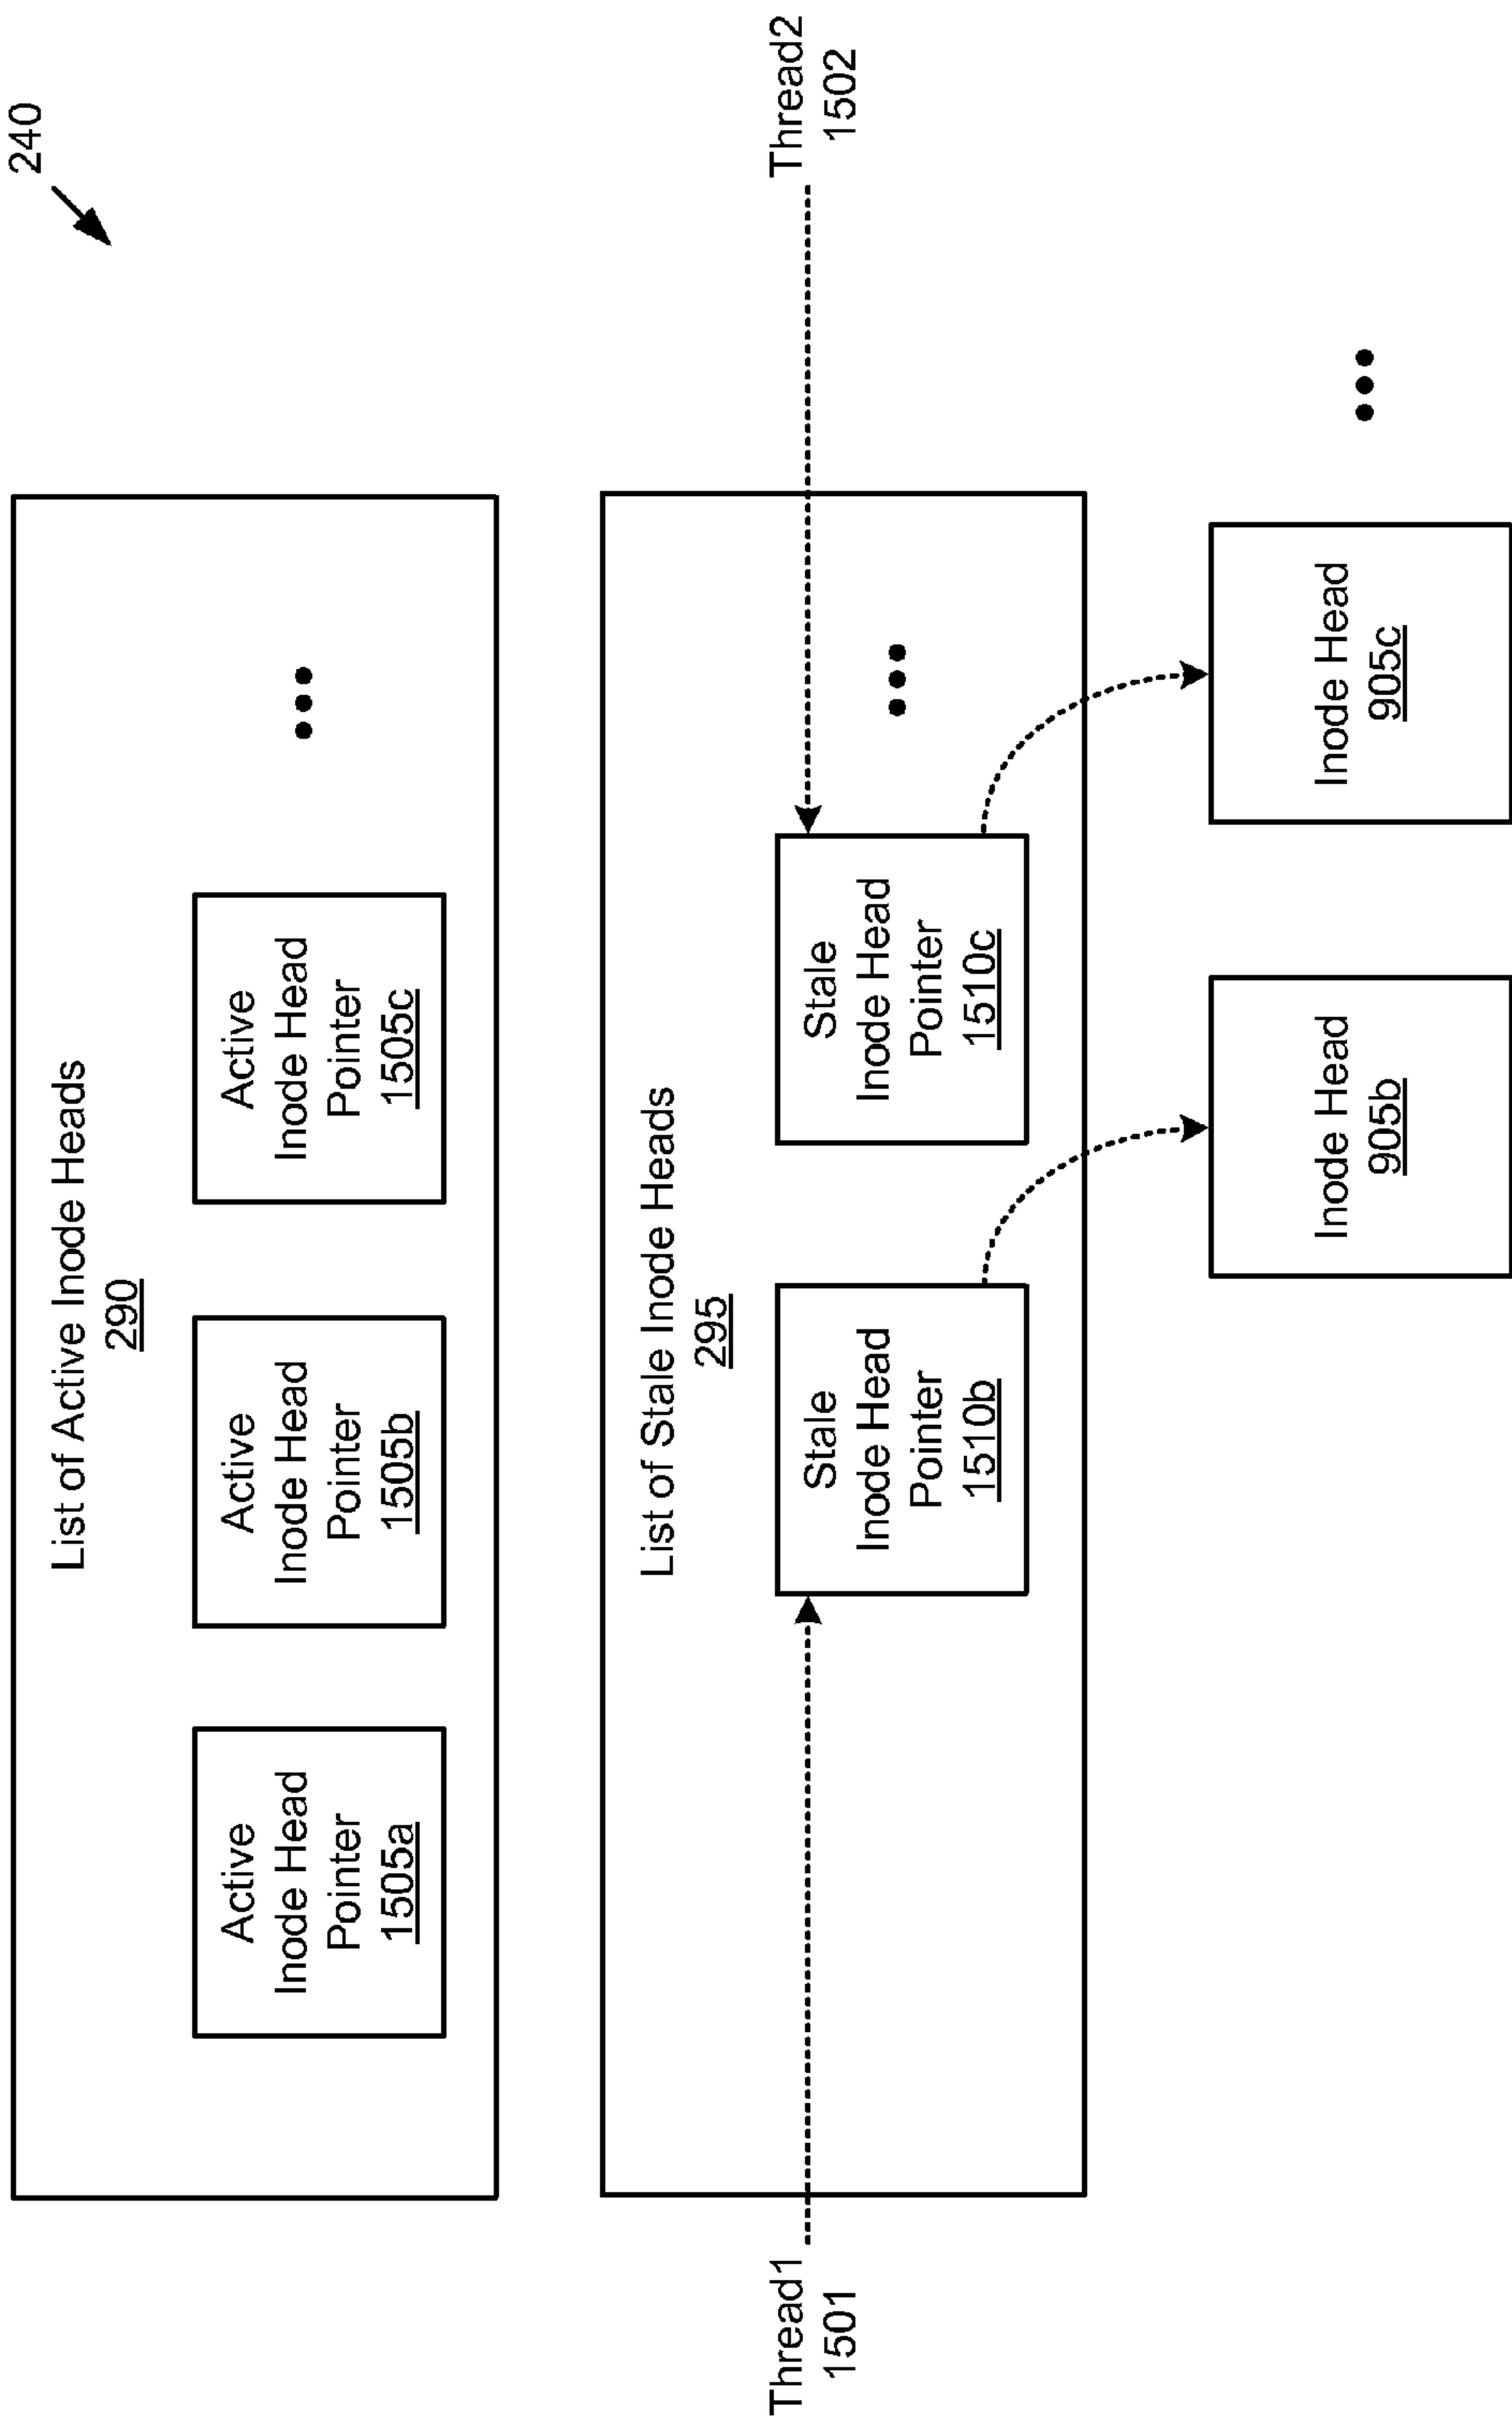 240
List of Active Inode Heads
290
Active
Inode Head
Pointer
1505a
Active
Inode Head
Pointer
1505b
Active
Inode Head
Pointer
1505c
List of Stale Inode Heads
295
Thread1
1501
Stale
Inode Head
Pointer
1510b
Stale
Inode Head
Pointer
1510c
Thread2
1502
Inode Head
905b
Inode Head
905c